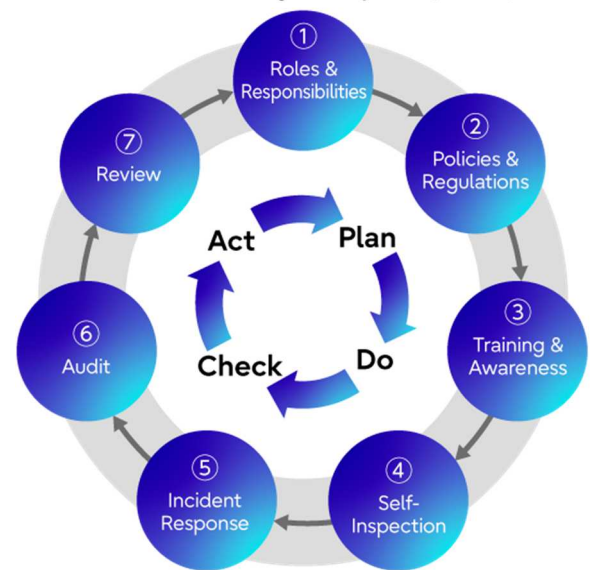 ①
Roles &
Responsibilities
②
Policies &
Regulations
③
Training &
Awareness
④
Self-
Inspection
⑤
Incident
Response
⑥
Audit
⑦
Review
Plan
Do
Check
Act